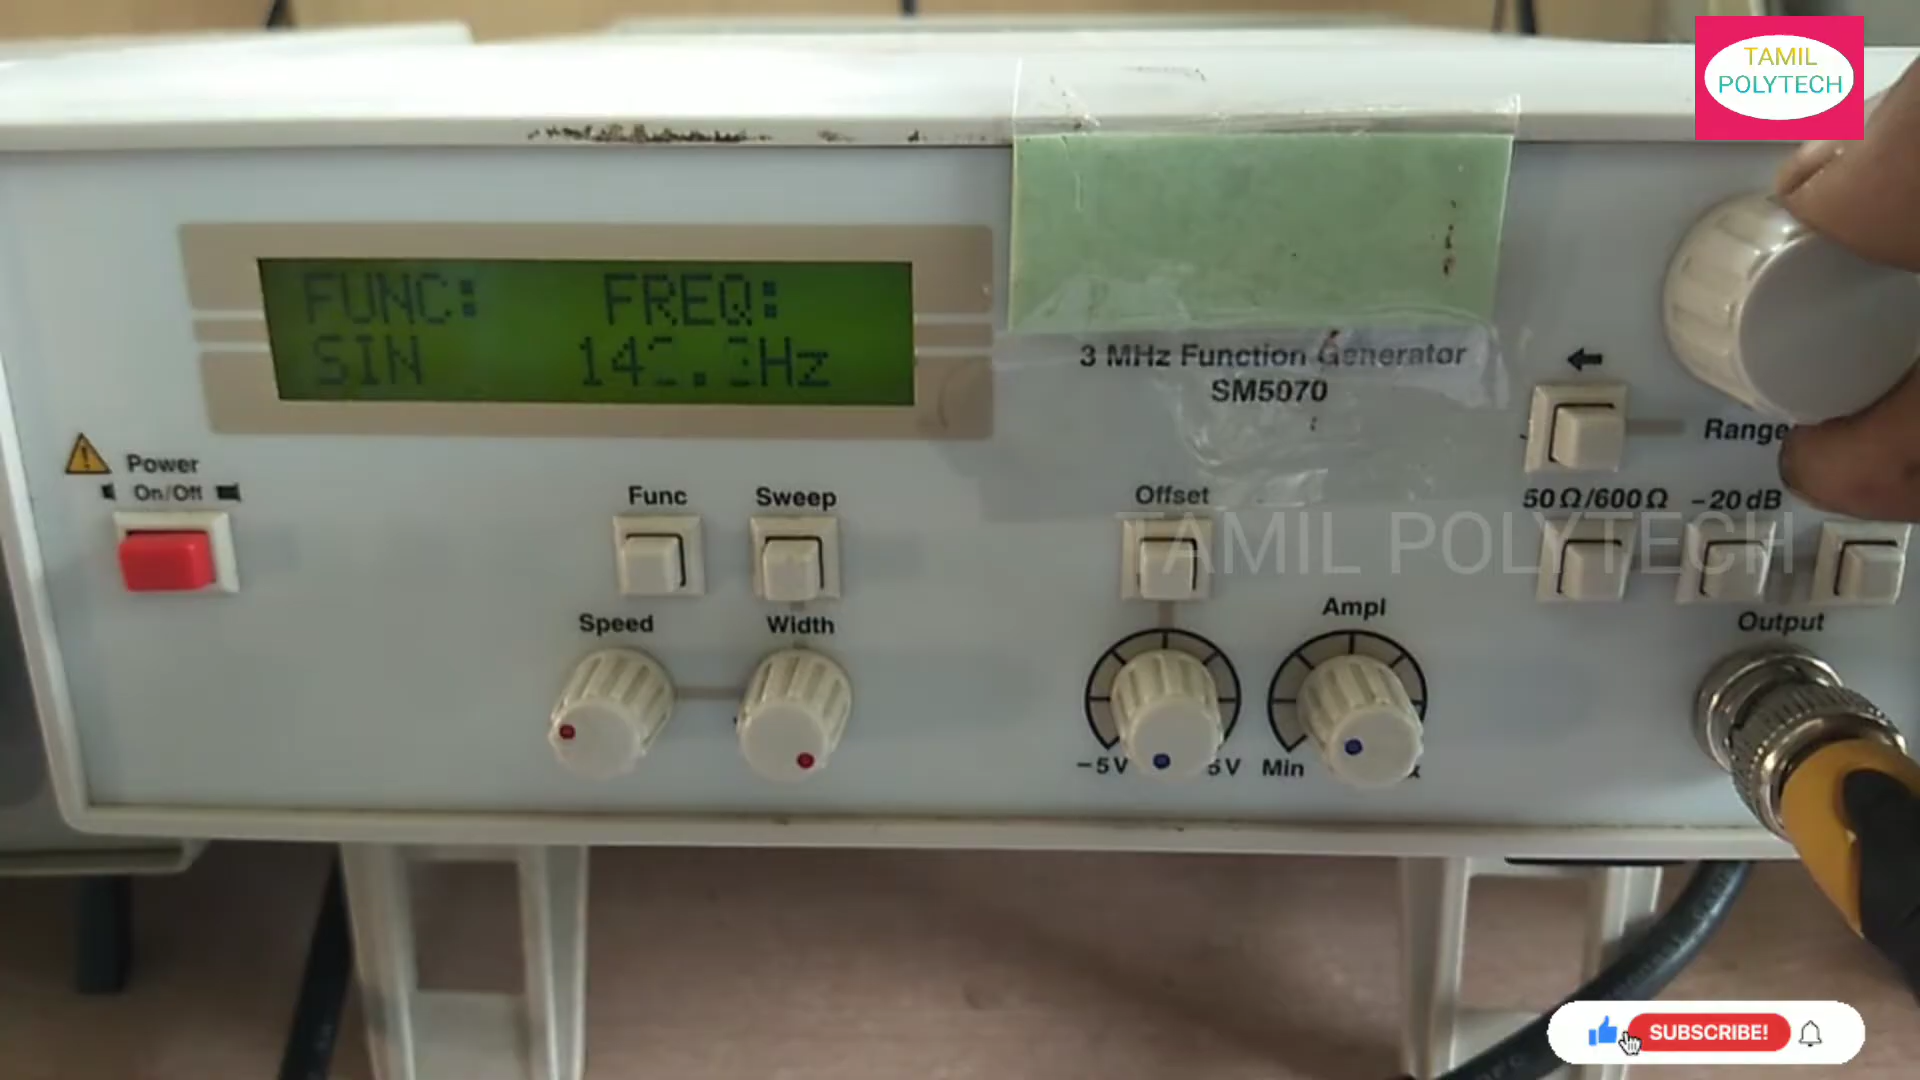 TAMIL
POLYTECH
FUNC: FREQ:
SIN
3 MHz Function Generator
SM5070
Range
Power
On/Off
Func
Sweep
Offset
50Ω/600Ω
-20dB
TAMIL POLYTECH
Speed
Width
Ampl
Output
-5V
5V
Min
SUBSCRIBE!